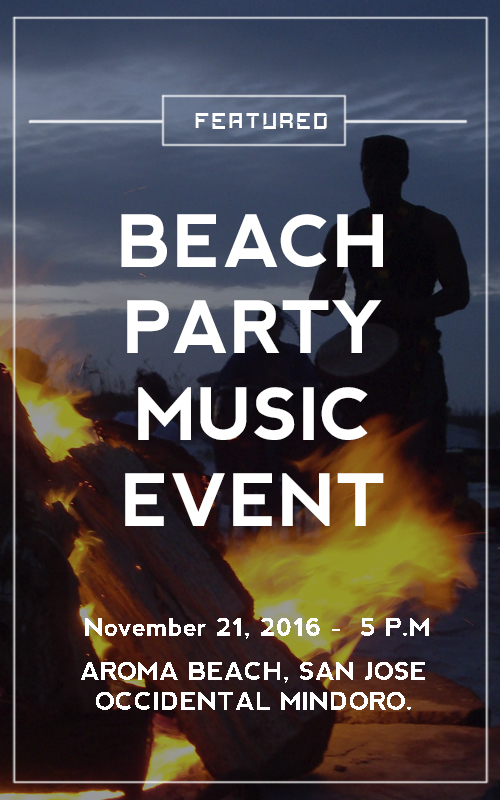 FEATURED
BEACH
PARTY
MUSIC
EVENT
November 21, 2016 - 5 P.M
AROMA BEACH, SAN JOSE
OCCIDENTAL MINDORO.